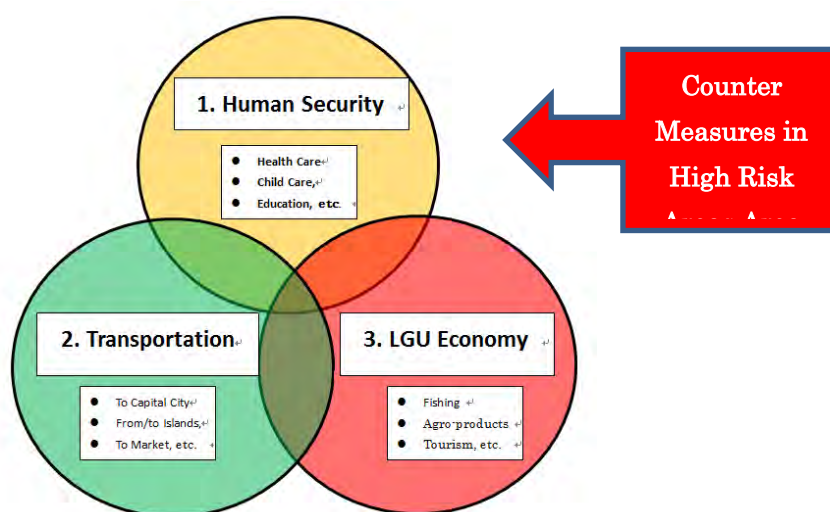 1. Human Security
● Health Care
● Child Care,
● Education, etc.
Counter
Measures in
High Risk
2. Transportation
● To Capital City
● From/to Islands,
● To Market, etc.
3. LGU Economy
● Fishing
● Agro-products
● Tourism, etc.